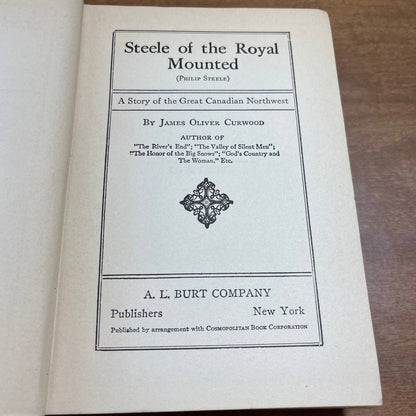 Steele of the Royal
Mounted
(PHILIP STEELE)
A Story of the Great Canadian Northwest
BY JAMES OLIVER CURWOOD
AUTHOR OF
"The River's End"; "The Valley of Silent Men";
"The Honor of the Big Snows"; "God's Country and
The Woman," Etc.
A. L. BURT COMPANY
Publishers New York
Published by arrangement with COSMOPOLITAN BOOK CORPORATION